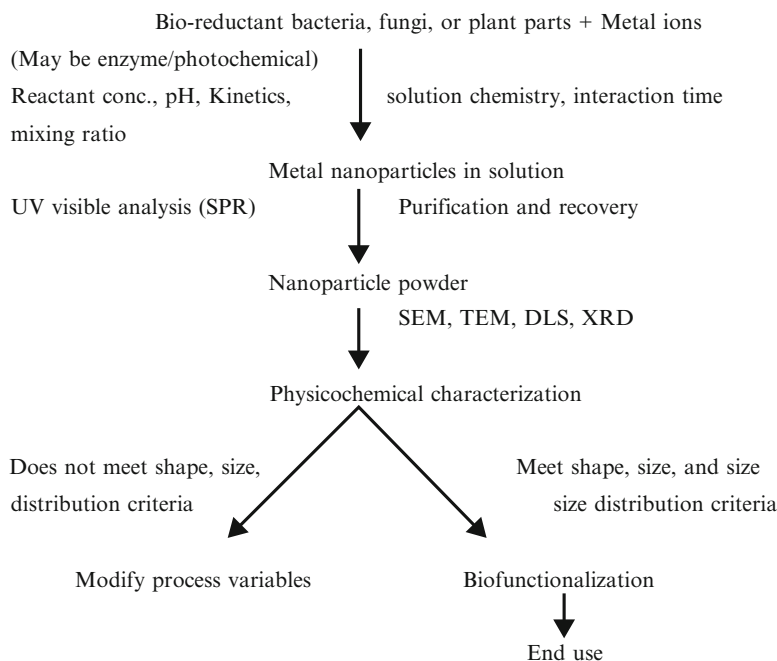 Bio-reductant bacteria, fungi, or plant parts + Metal ions
(May be enzyme/photochemical)
Reactant conc., pH, Kinetics,
mixing ratio
solution chemistry, interaction time
Metal nanoparticles in solution
UV visible analysis (SPR)
Purification and recovery
Nanoparticle powder
SEM, TEM, DLS, XRD
Physicochemical characterization
Does not meet shape, size,
distribution criteria
Meet shape, size, and size
size distribution criteria
Modify process variables
Biofunctionalization
End use